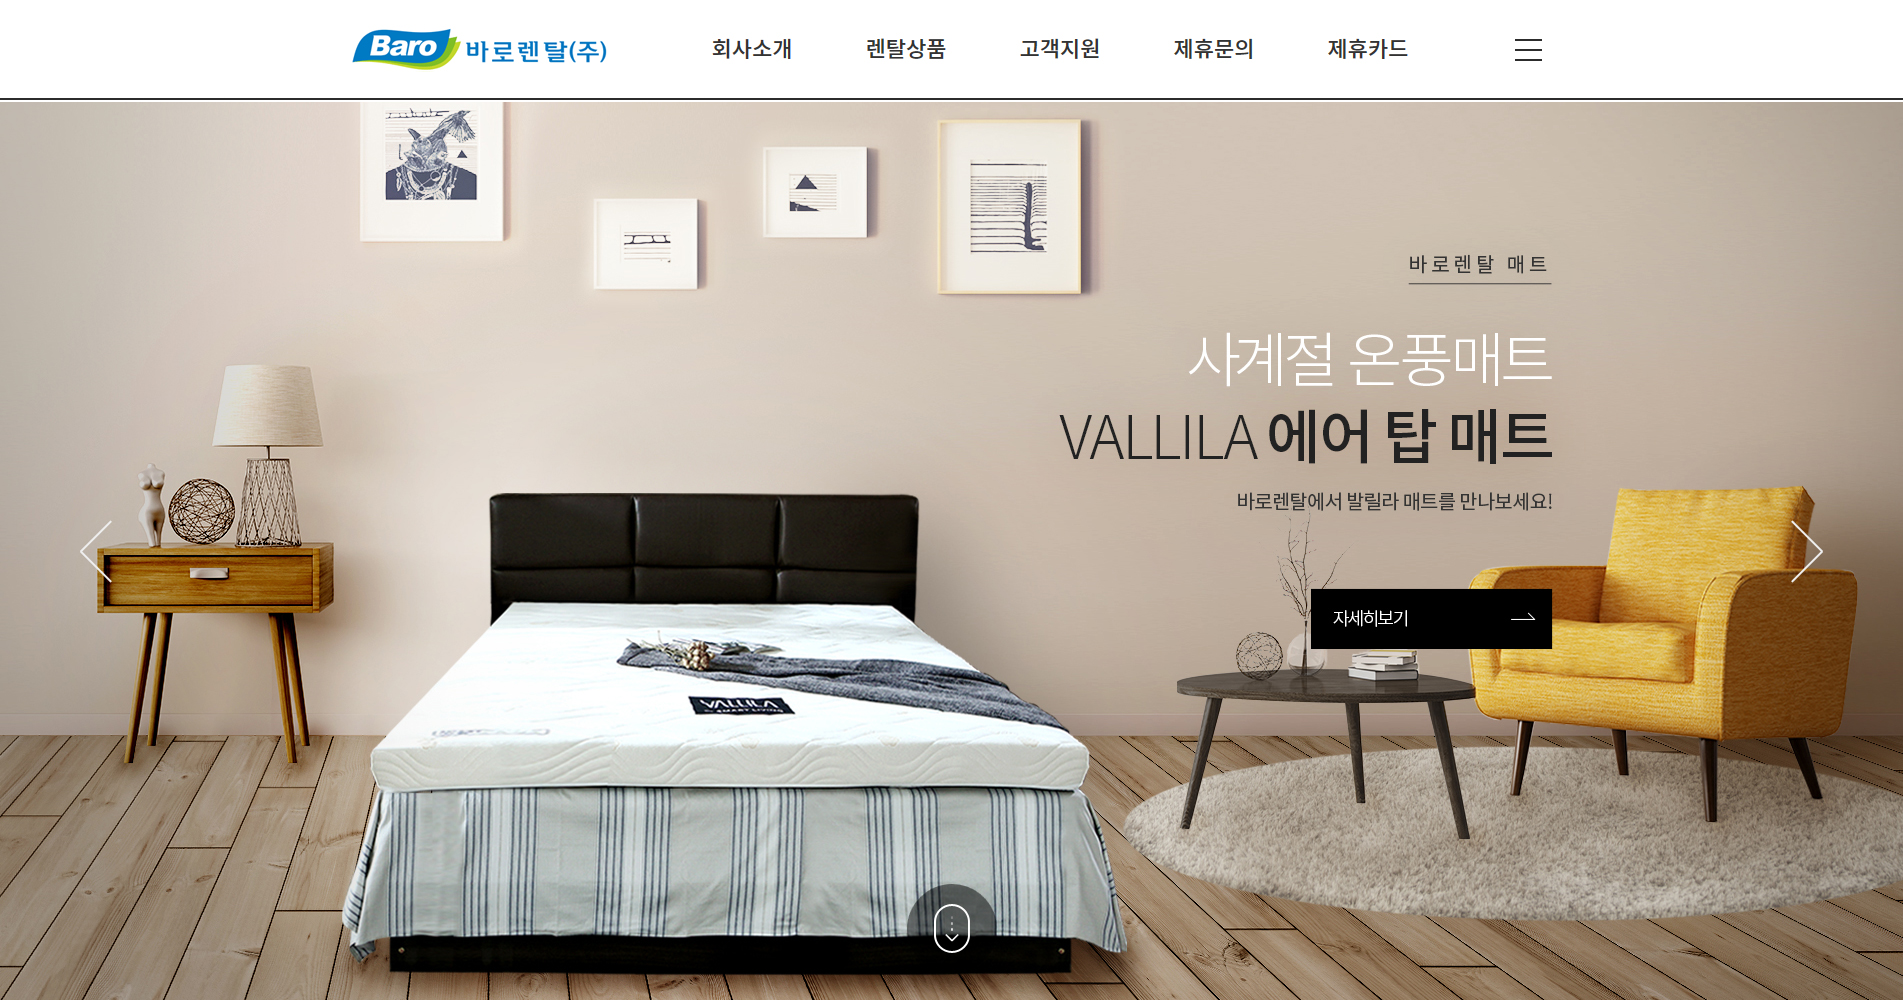 Baro 바로렌탈(주)
회사소개 렌탈상품 고객지원 제휴문의 제휴카드
바로렌탈 매트
사계절 온풍매트
VALLILA 에어 탑 매트
바로렌탈에서 발릴라 매트를 만나보세요!
자세히보기
VALLILA
BY SMART LIVING